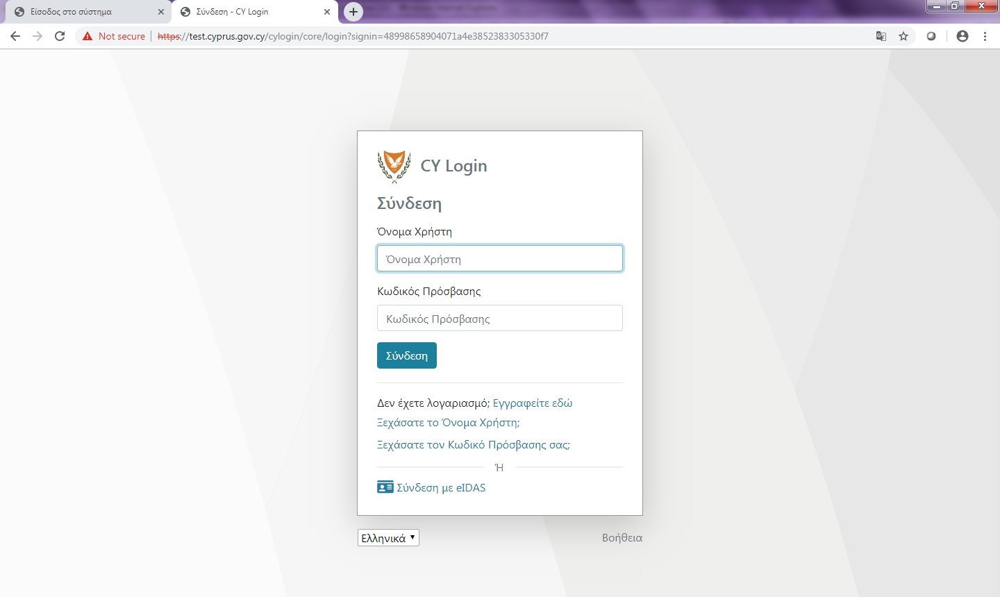 Είσοδος στο σύστημα
Σύνδεση - CY Login
Not secure
https://test.cyprus.gov.cy/cylogin/core/login?signin=48998658904071a4e3852383305330f7
CY Login
Σύνδεση
Όνομα Χρήστη
Όνομα Χρήστη
Κωδικός Πρόσβασης
Κωδικός Πρόσβασης
Σύνδεση
Δεν έχετε λογαριασμό; Εγγραφείτε εδώ
Ξεχάσατε το Όνομα Χρήστη;
Ξεχάσατε τον Κωδικό Πρόσβασης σας;
Ή
Σύνδεση με eIDAS
Ελληνικά
Βοήθεια